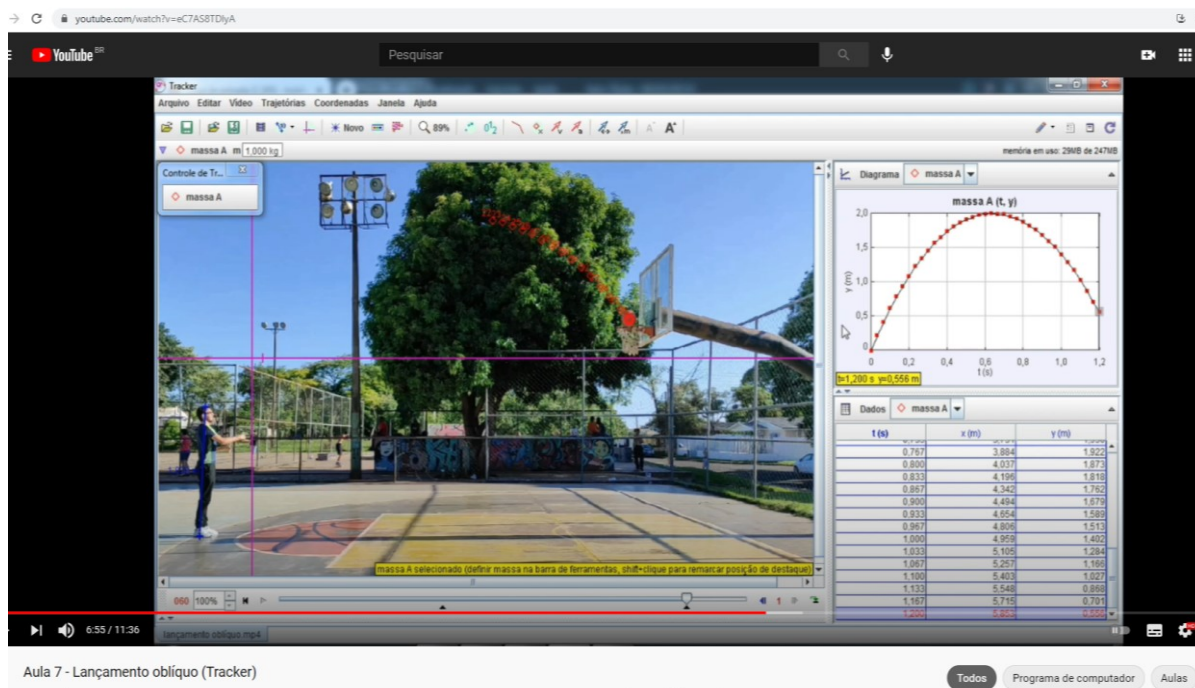 youtube.com/watch?v=eC7AS8TDlyA
YouTube BR
Pesquisar
Tracker
Arquivo Editar Vídeo Trajetórias Coordenadas Janela Ajuda
Novo 89%
massa A m 1,000 kg
memória em uso: 29MB de 247MB
Controle de Tr...
massa A
Diagrama massa A
massa A (t, y)
2,0
1,5
1,0
0,5
0
y (m)
0 0,2 0,4 0,6 0,8 1,0 1,2
t (s)
t=1,200 s y=0,556 m
Dados massa A
t (s) x (m) y (m)
0,767 3,884 1,922
0,800 4,037 1,873
0,833 4,195 1,818
0,867 4,342 1,762
0,900 4,494 1,679
0,933 4,654 1,589
0,967 4,806 1,513
1,000 4,959 1,402
1,033 5,105 1,284
1,067 5,257 1,166
1,100 5,403 1,027
1,133 5,548 0,868
1,167 5,715 0,701
1,200 5,853 0,556
massa A selecionado (definir massa na barra de ferramentas, shift+clique para remarcar posição de destaque)
060 100% 1
lançamento oblíquo.mp4
6:55 / 11:36
Aula 7 - Lançamento oblíquo (Tracker)
Todos Programa de computador Aulas